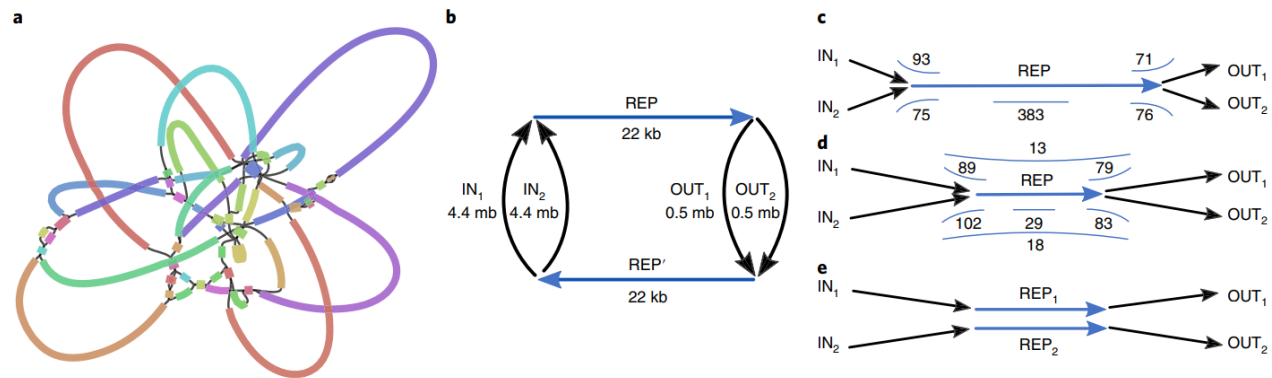 a
b
REP
22 kb
IN1
4.4 mb
IN2
4.4 mb
OUT1
0.5 mb
OUT2
0.5 mb
REP′
22 kb
c
IN1
IN2
93
71
REP
75
383
76
OUT1
OUT2
d
IN1
IN2
13
89
79
REP
102
29
83
18
OUT1
OUT2
e
IN1
IN2
REP1
REP2
OUT1
OUT2